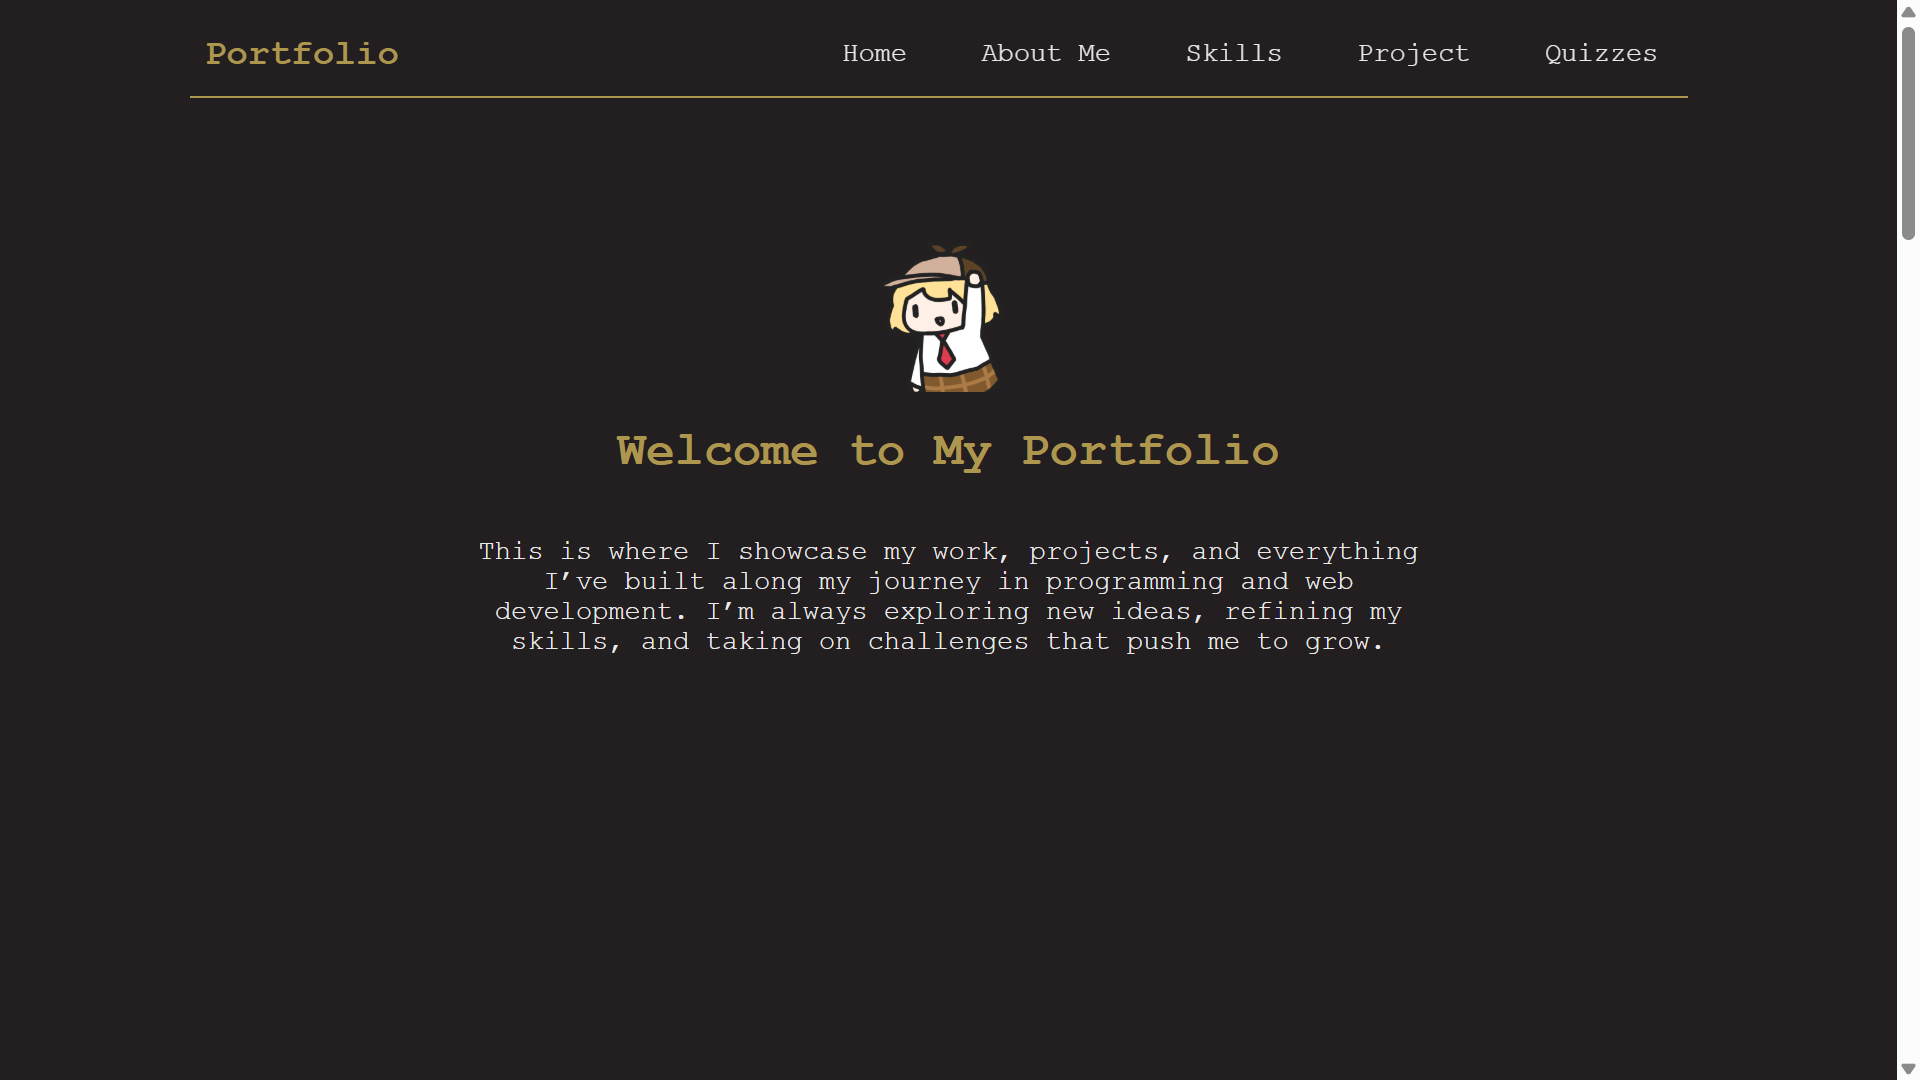 Portfolio
Home
About Me
Skills
Project
Quizzes
Welcome to My Portfolio
This is where I showcase my work, projects, and everything
I’ve built along my journey in programming and web
development. I’m always exploring new ideas, refining my
skills, and taking on challenges that push me to grow.